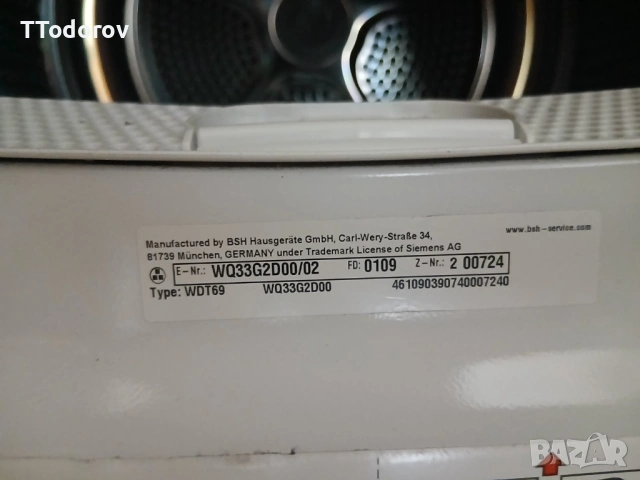 TTodorov
Manufactured by BSH Hausgeräte GmbH, Carl-Wery-Straße 34,
81739 München, GERMANY under Trademark License of Siemens AG
www.bsh-service.com
E-Nr.: WQ33G2D00/02 FD: 0109 Z-Nr.: 2 00724
Type: WDT69 WQ33G2D00 461090390740007240
BAZAR